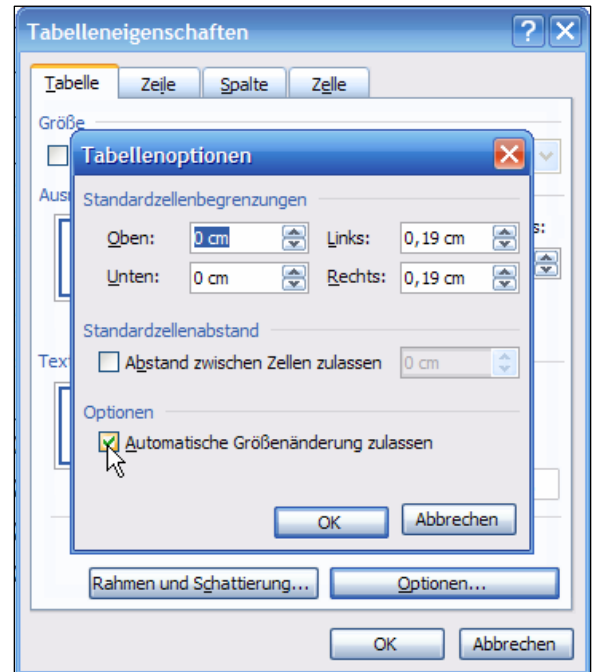 Tabelleneigenschaften
Tabelle Zeile Spalte Zelle
Größe
Tabellenoptionen
Standardzellenbegrenzungen
Oben: 0 cm Links: 0,19 cm
Unten: 0 cm Rechts: 0,19 cm
Standardzellenabstand
Abstand zwischen Zellen zulassen 0 cm
Optionen
Automatische Größenänderung zulassen
OK Abbrechen
Rahmen und Schattierung... Optionen...
OK Abbrechen